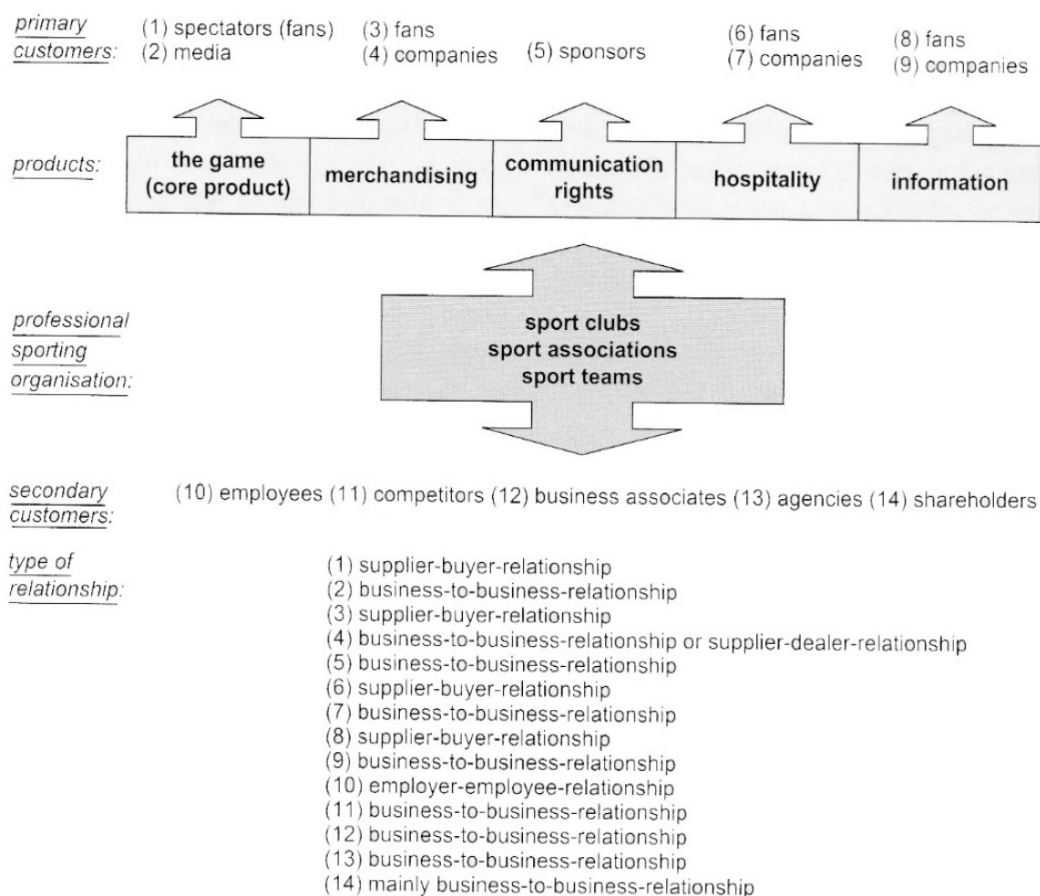 primary customers:
(1) spectators (fans)
(2) media
(3) fans
(4) companies
(5) sponsors
(6) fans
(7) companies
(8) fans
(9) companies
products:
the game
(core product)
merchandising
communication
rights
hospitality
information
professional
sporting
organisation:
sport clubs
sport associations
sport teams
secondary
customers:
(10) employees (11) competitors (12) business associates (13) agencies (14) shareholders
type of
relationship:
(1) supplier-buyer-relationship
(2) business-to-business-relationship
(3) supplier-buyer-relationship
(4) business-to-business-relationship or supplier-dealer-relationship
(5) business-to-business-relationship
(6) supplier-buyer-relationship
(7) business-to-business-relationship
(8) supplier-buyer-relationship
(9) business-to-business-relationship
(10) employer-employee-relationship
(11) business-to-business-relationship
(12) business-to-business-relationship
(13) business-to-business-relationship
(14) mainly business-to-business-relationship